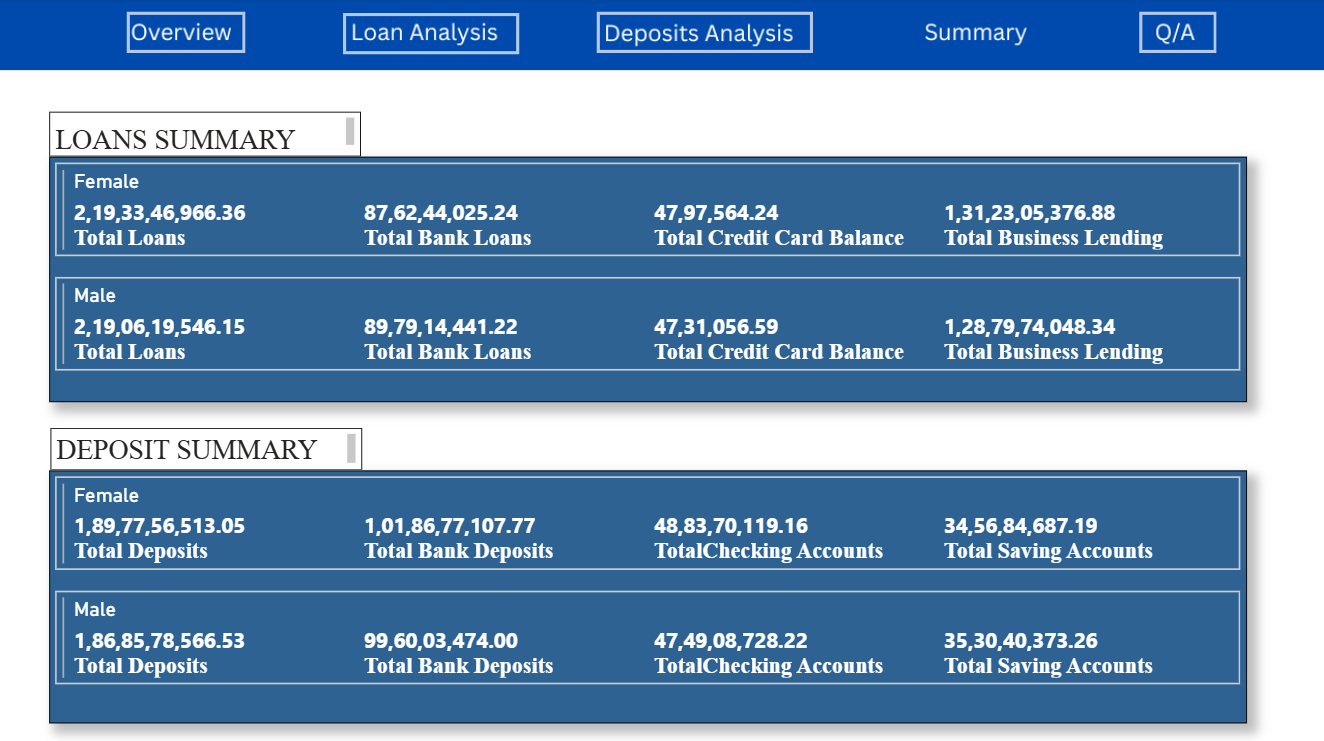 Overview Loan Analysis Deposits Analysis Summary Q/A
LOANS SUMMARY
Female
2,19,33,46,966.36 87,62,44,025.24 47,97,564.24 1,31,23,05,376.88
Total Loans Total Bank Loans Total Credit Card Balance Total Business Lending
Male
2,19,06,19,546.15 89,79,14,441.22 47,31,056.59 1,28,79,74,048.34
Total Loans Total Bank Loans Total Credit Card Balance Total Business Lending
DEPOSIT SUMMARY
Female
1,89,77,56,513.05 1,01,86,77,107.77 48,83,70,119.16 34,56,84,687.19
Total Deposits Total Bank Deposits TotalChecking Accounts Total Saving Accounts
Male
1,86,85,78,566.53 99,60,03,474.00 47,49,08,728.22 35,30,40,373.26
Total Deposits Total Bank Deposits TotalChecking Accounts Total Saving Accounts